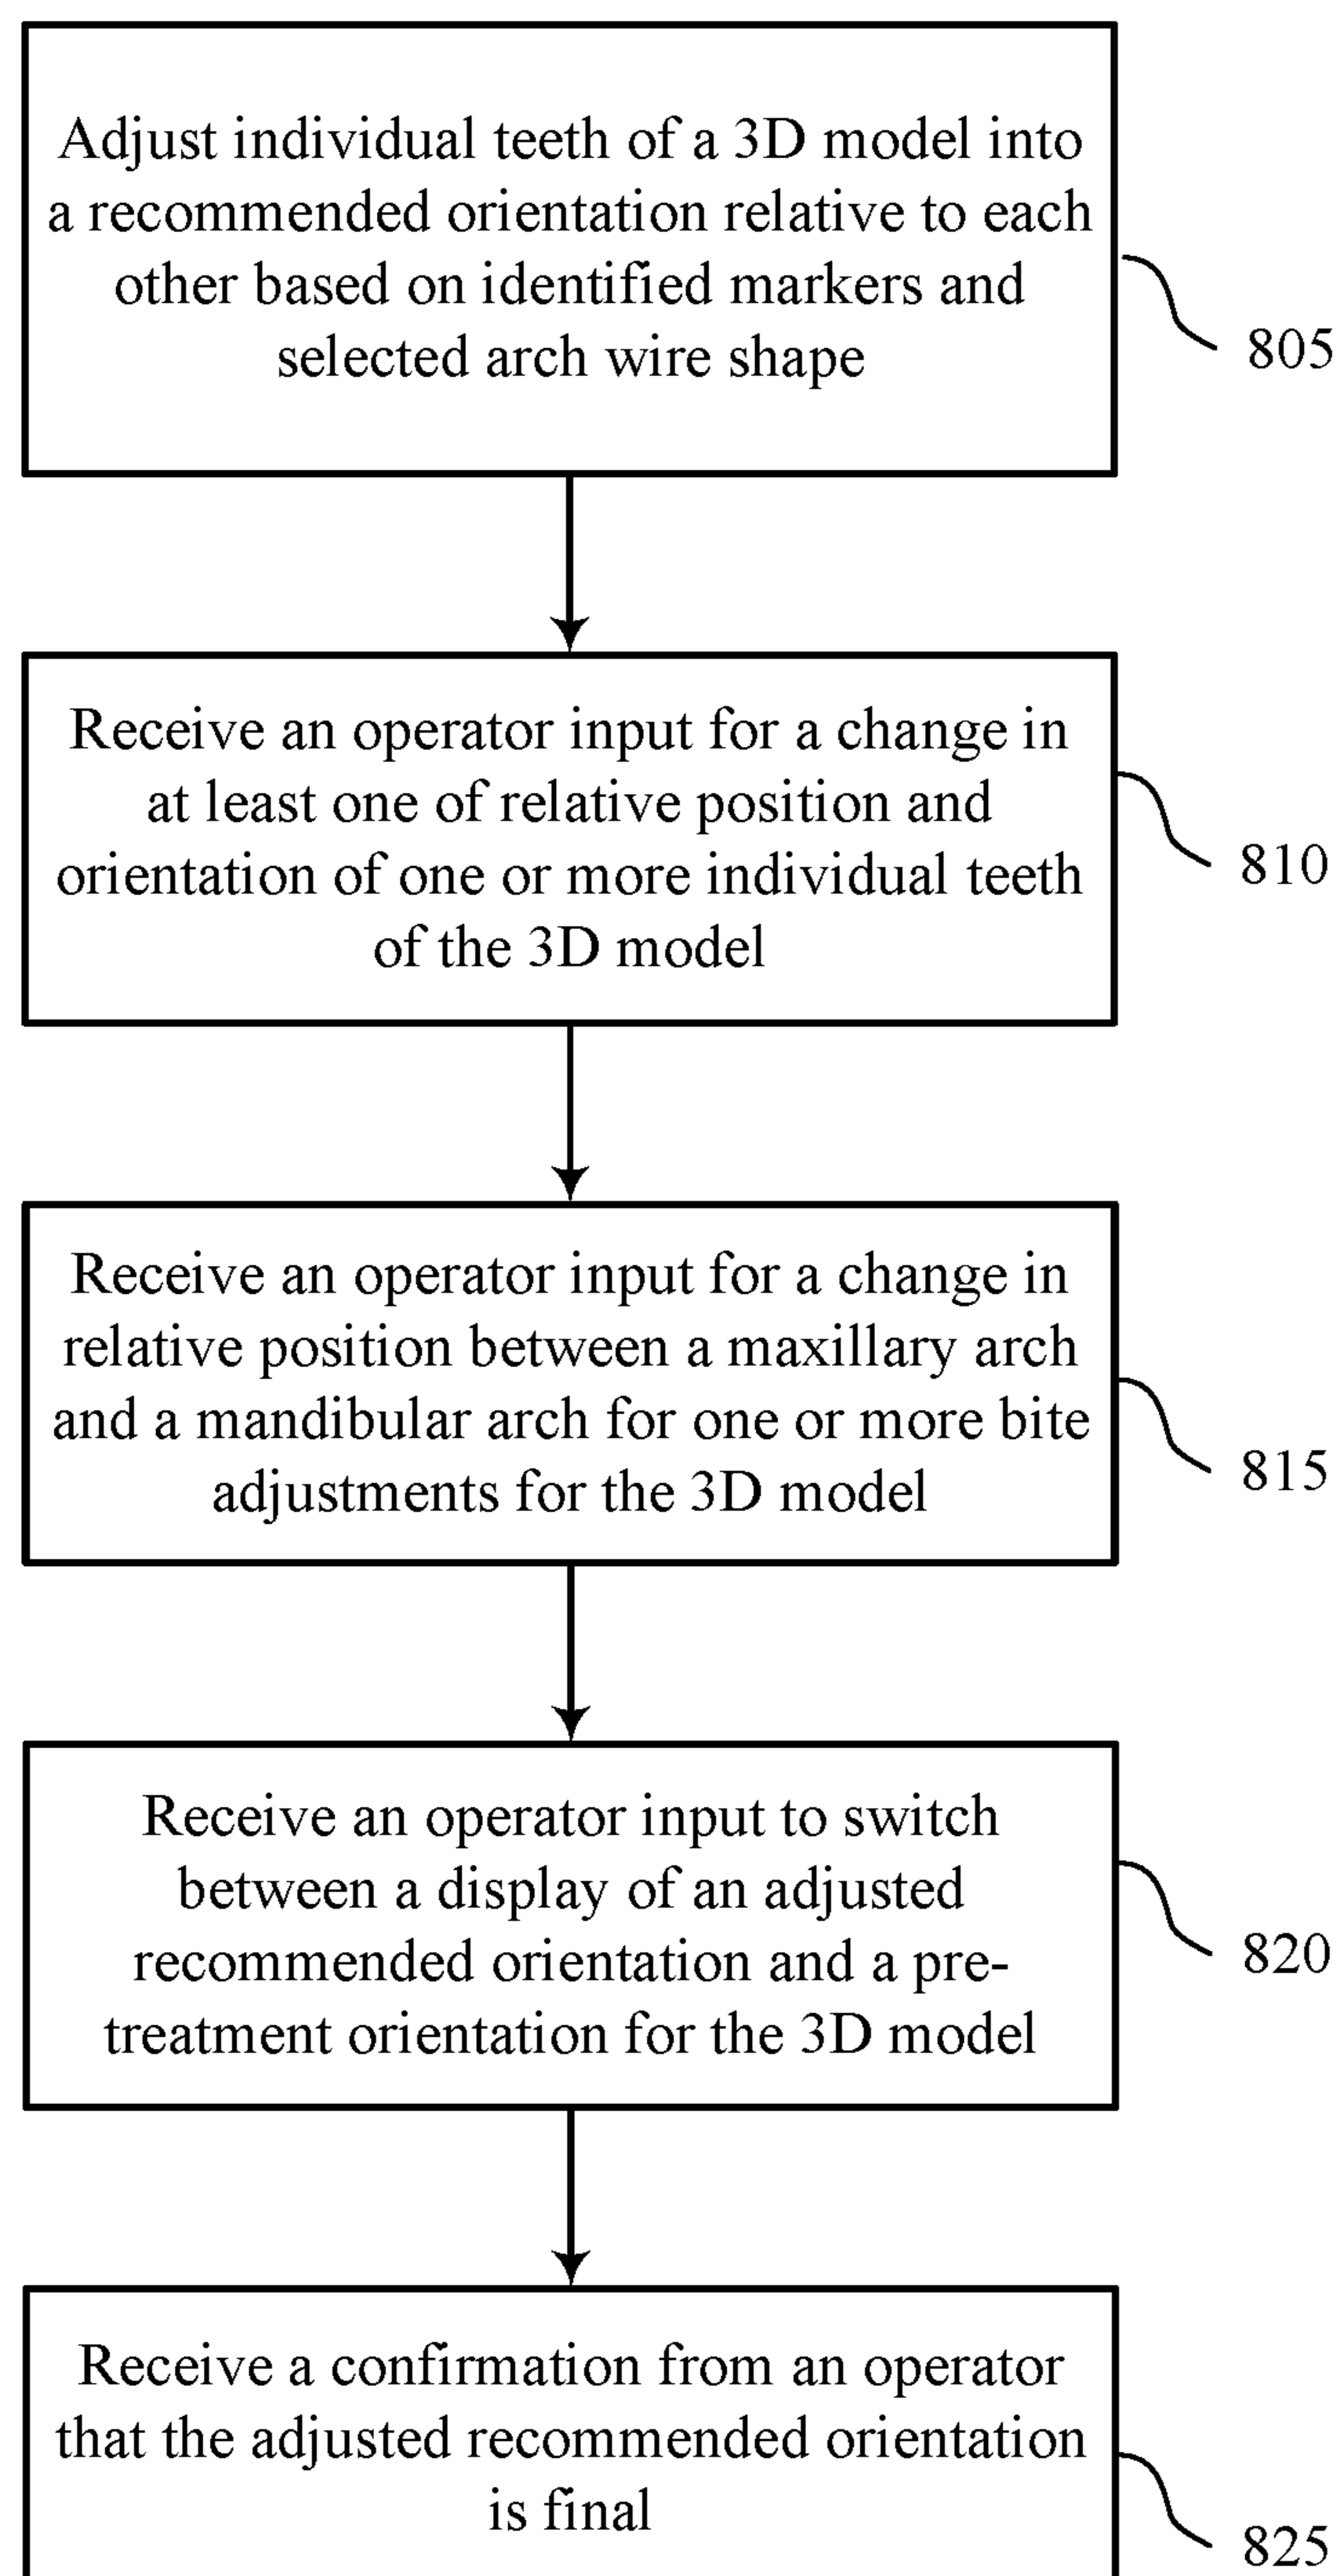 Adjust individual teeth of a 3D model into
a recommended orientation relative to each
other based on identified markers and
selected arch wire shape
805
Receive an operator input for a change in
at least one of relative position and
orientation of one or more individual teeth
of the 3D model
810
Receive an operator input for a change in
relative position between a maxillary arch
and a mandibular arch for one or more bite
adjustments for the 3D model
815
Receive an operator input to switch
between a display of an adjusted
recommended orientation and a pre-
treatment orientation for the 3D model
820
Receive a confirmation from an operator
that the adjusted recommended orientation
is final
825